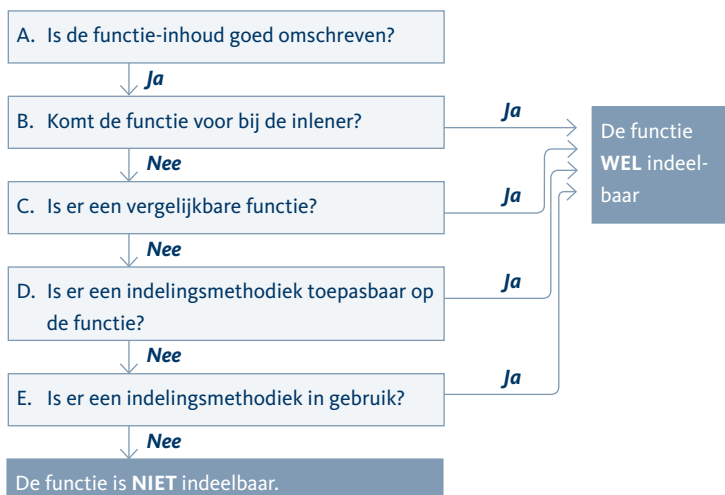 A. Is de functie-inhoud goed omschreven?
Ja
B. Komt de functie voor bij de inlener?
Ja
De functie
WEL indeel-
baar
Nee
C. Is er een vergelijkbare functie?
Ja
Nee
D. Is er een indelingsmethodiek toepasbaar op
de functie?
Ja
Nee
E. Is er een indelingsmethodiek in gebruik?
Ja
Nee
De functie is NIET indeelbaar.